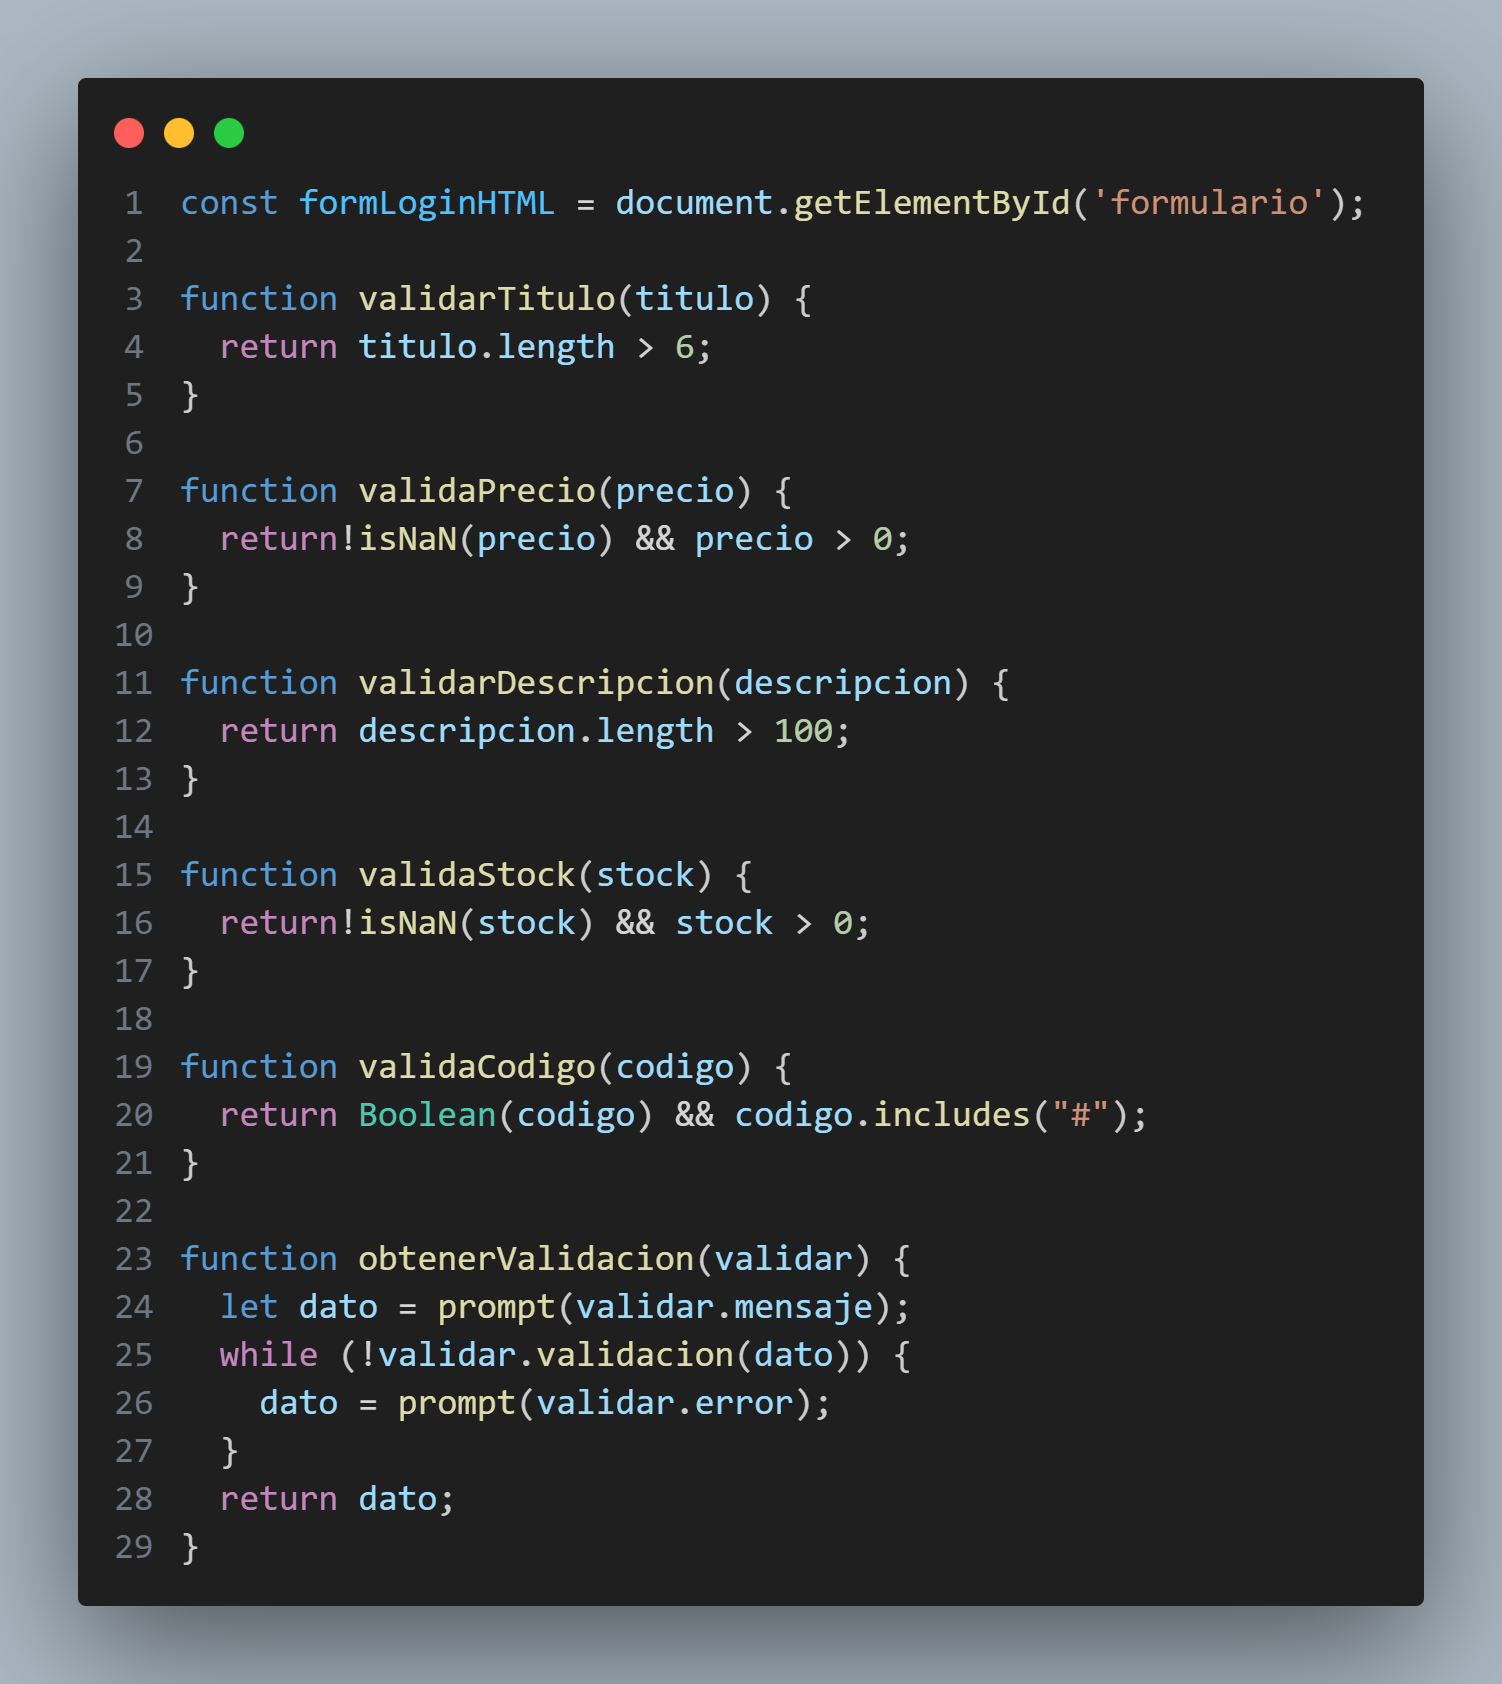 1 const formLoginHTML = document.getElementById('formulario');
2
3 function validarTitulo(titulo) {
4   return titulo.length > 6;
5 }
6
7 function validaPrecio(precio) {
8   return!isNaN(precio) && precio > 0;
9 }
10
11 function validarDescripcion(descripcion) {
12   return descripcion.length > 100;
13 }
14
15 function validaStock(stock) {
16   return!isNaN(stock) && stock > 0;
17 }
18
19 function validaCodigo(codigo) {
20   return Boolean(codigo) && codigo.includes("#");
21 }
22
23 function obtenerValidacion(validar) {
24   let dato = prompt(validar.mensaje);
25   while (!validar.validacion(dato)) {
26     dato = prompt(validar.error);
27   }
28   return dato;
29 }